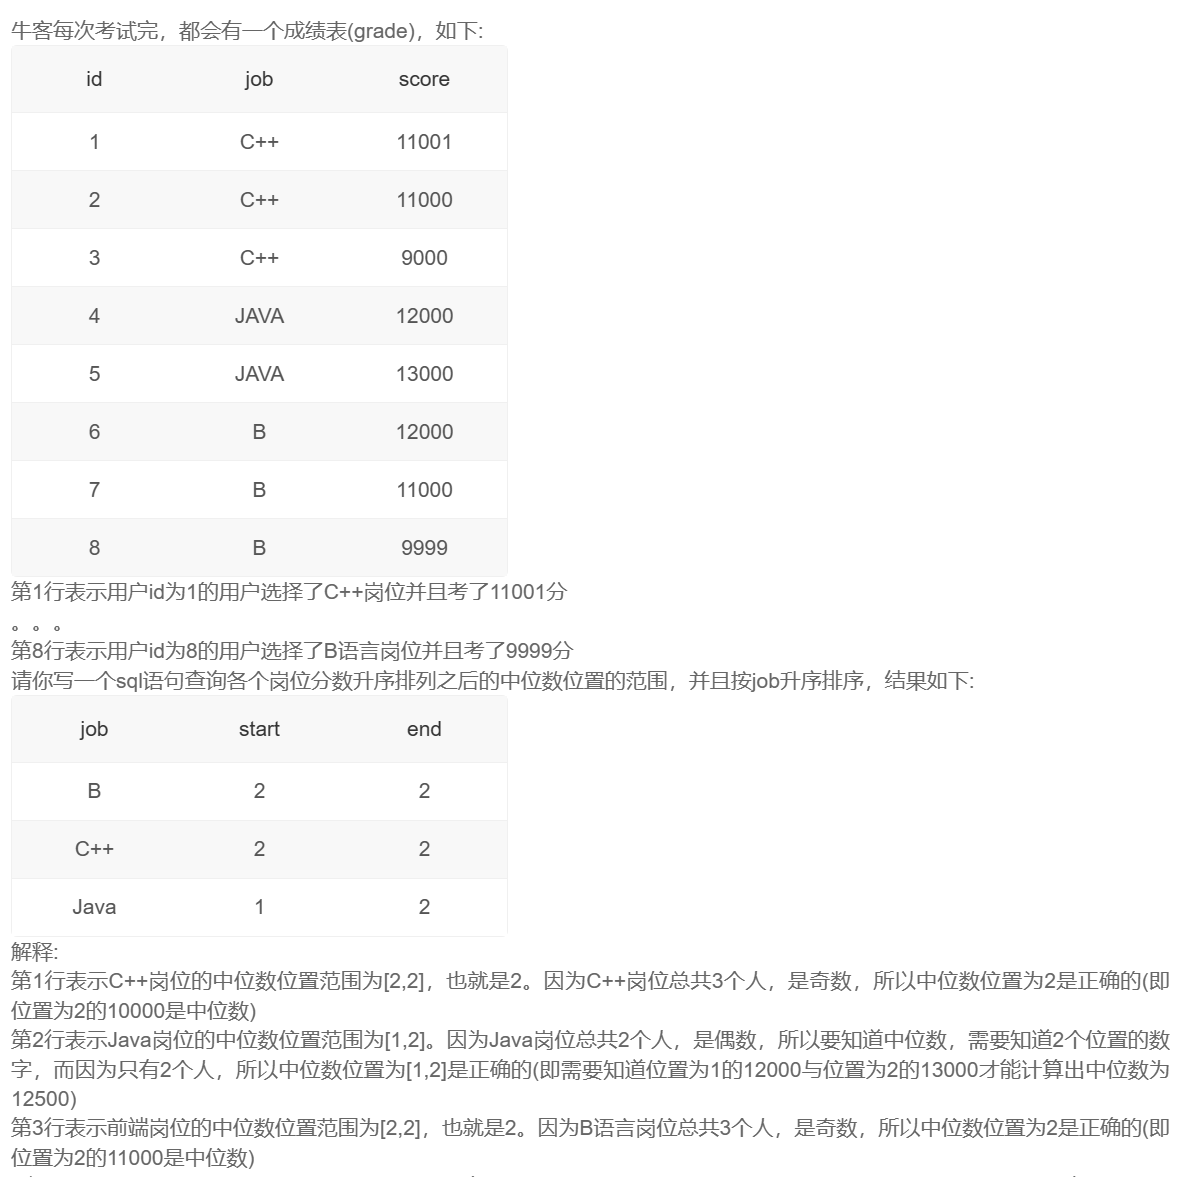 牛客每次考试完，都会有一个成绩表(grade)，如下:
id job score
1 C++ 11001
2 C++ 11000
3 C++ 9000
4 JAVA 12000
5 JAVA 13000
6 B 12000
7 B 11000
8 B 9999
第1行表示用户id为1的用户选择了C++岗位并且考了11001分
。。。
第8行表示用户id为8的用户选择了B语言岗位并且考了9999分
请你写一个sql语句查询各个岗位分数升序排列之后的中位数位置的范围，并且按job升序排序，结果如下:
job start end
B 2 2
C++ 2 2
Java 1 2
解释:
第1行表示C++岗位的中位数位置范围为[2,2]，也就是2。因为C++岗位总共3个人，是奇数，所以中位数位置为2是正确的(即
位置为2的10000是中位数)
第2行表示Java岗位的中位数位置范围为[1,2]。因为Java岗位总共2个人，是偶数，所以要知道中位数，需要知道2个位置的数
字，而因为只有2个人，所以中位数位置为[1,2]是正确的(即需要知道位置为1的12000与位置为2的13000才能计算出中位数为
12500)
第3行表示前端岗位的中位数位置范围为[2,2]，也就是2。因为B语言岗位总共3个人，是奇数，所以中位数位置为2是正确的(即
位置为2的11000是中位数)